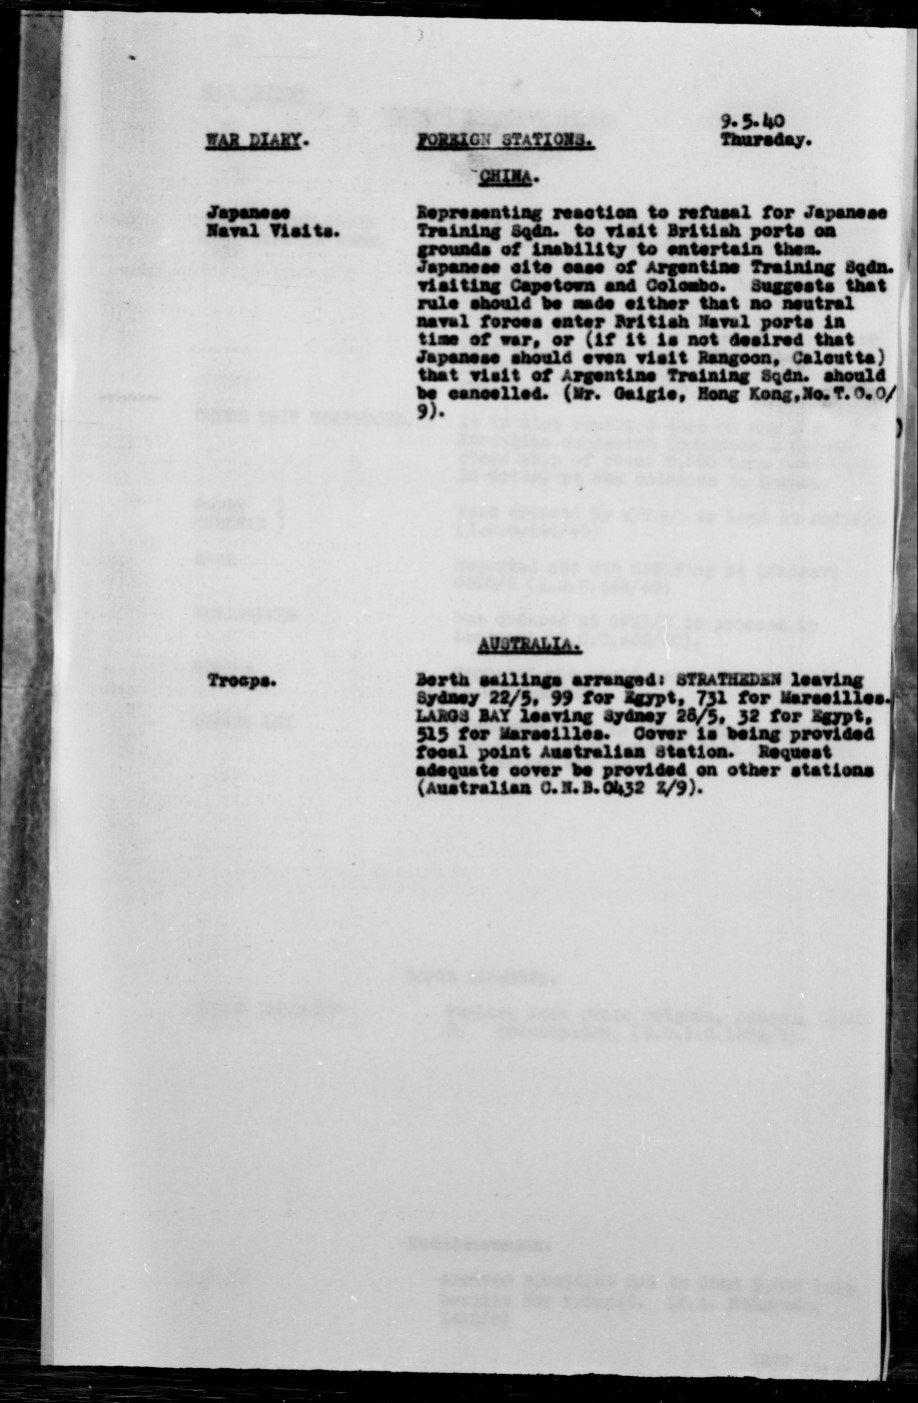 9.5.40
WAR DIARY. FOREIGN STATIONS. Thursday.
CHINA.
Japanese Naval Visits.
Representing reaction to refusal for Japanese
Training Sqdn. to visit British ports on
grounds of inability to entertain them.
Japanese cite case of Argentine Training Sqdn.
visiting Capetown and Colombo. Suggests that
rule should be made either that no neutral
naval forces enter British Naval ports in
time of war, or (if it is not desired that
Japanese should even visit Rangoon, Calcutta)
that visit of Argentine Training Sqdn. should
be cancelled. (Mr. Gaigie, Hong Kong, No. T.O.O/
9).
AUSTRALIA.
Troops.
Berth sailings arranged: STRATHEDEN leaving
Sydney 22/5, 99 for Egypt, 731 for Marseilles.
LARGS BAY leaving Sydney 28/5, 32 for Egypt,
515 for Marseilles. Cover is being provided
focal point Australian Station. Request
adequate cover be provided on other stations
(Australian C.N.B. 0432 Z/9).